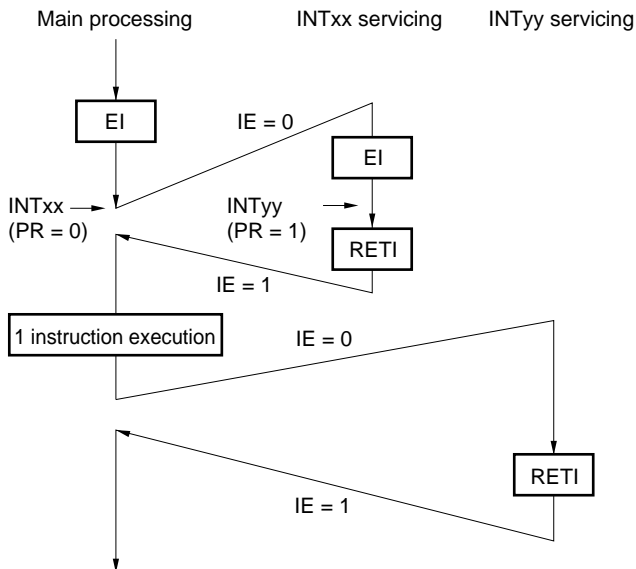 Main processing
INTxx servicing
INTyy servicing
EI
IE = 0
EI
INTxx
(PR = 0)
INTyy
(PR = 1)
RETI
IE = 1
1 instruction execution
IE = 0
RETI
IE = 1